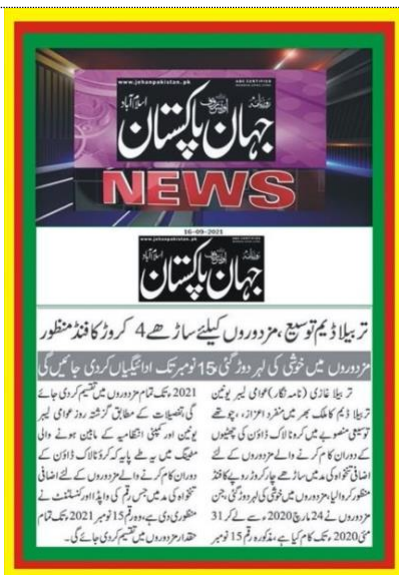 www.jehanpakistan.pk
ABC CERTIFIED
روزنامہ
اسلام آباد
جہان پاکستان
NEWS
16-09-2021
www.jehanpakistan.pk
ABC CERTIFIED
روزنامہ
اسلام آباد
جہان پاکستان
تربیلا ڈیم توسیع، مزدوروں کیلئے ساڑھے 4 کروڑ کا فنڈ منظور
مزدوروں میں خوشی کی لہر دوڑ گئی، 15 نومبر تک ادائیگیاں کر دی جائیں گی
تربیلا غازی (نامہ نگار) عوامی لیبر یونین
تربیلا ڈیم کا ملک بھر میں منفرد اعزاز، چوتھے
توسیعی منصوبے میں کرونا لاک ڈاؤن کی چھٹیوں
کے دوران کام کرنے والے مزدوروں کے لئے
اضافی تنخواہ کی مد میں ساڑھے چار کروڑ روپے کا فنڈ
منظور کروالیا، مزدوروں میں خوشی کی لہر دوڑ گئی، جن
مزدوروں نے 24 مارچ 2020ء سے لے کر 31
مئی 2020ء تک کام کیا ہے، مذکورہ رقم 15 نومبر
2021ء تک تمام مزدوروں میں تقسیم کر دی جائے
گی، تفصیلات کے مطابق گزشتہ روز عوامی لیبر
یونین اور کمپنی انتظامیہ کے مابین ہونے والی
میٹنگ میں یہ طے پایا کہ کرونا لاک ڈاؤن کے
دوران کام کرنے والے مزدوروں کے لئے اضافی
تنخواہ کی مد میں جس رقم کی واپڈا اور کنسلٹنٹ نے
منظوری دی ہے، وہ رقم 15 نومبر 2021ء تک تمام
حقدار مزدوروں میں تقسیم کر دی جائے گی۔